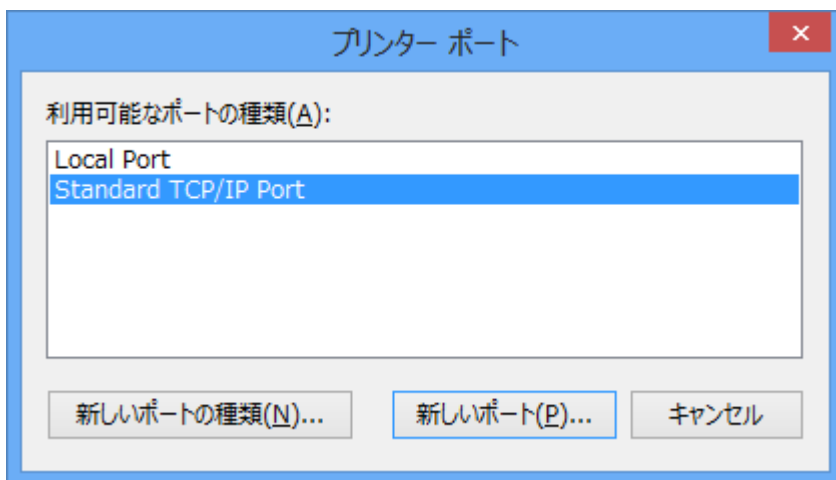 プリンター ポート
利用可能なポートの種類(A):
Local Port
Standard TCP/IP Port
新しいポートの種類(N)... 新しいポート(P)... キャンセル